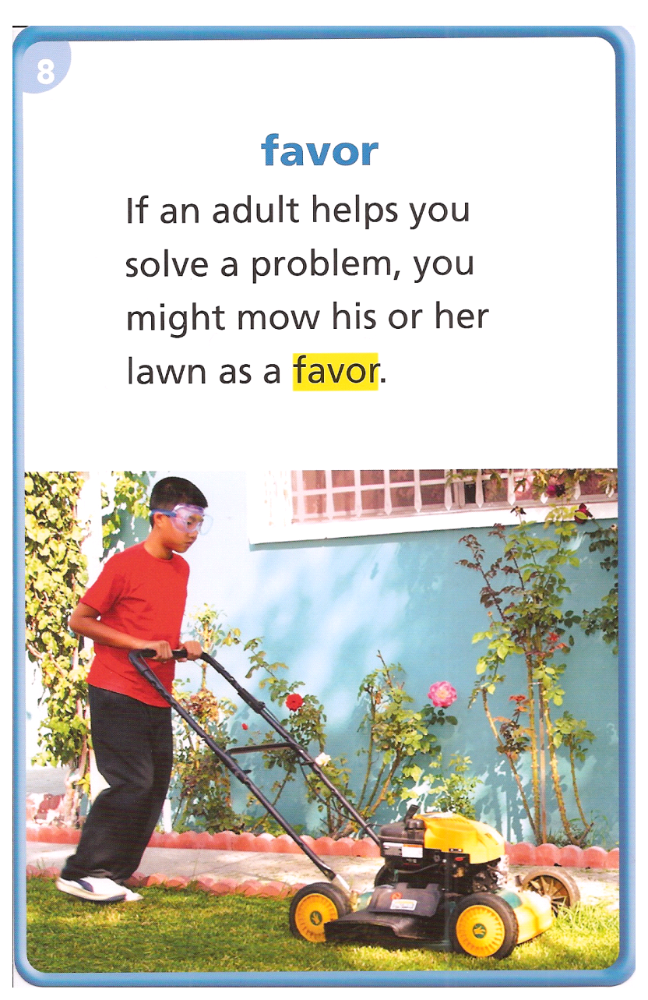 8
favor
If an adult helps you
solve a problem, you
might mow his or her
lawn as a favor.